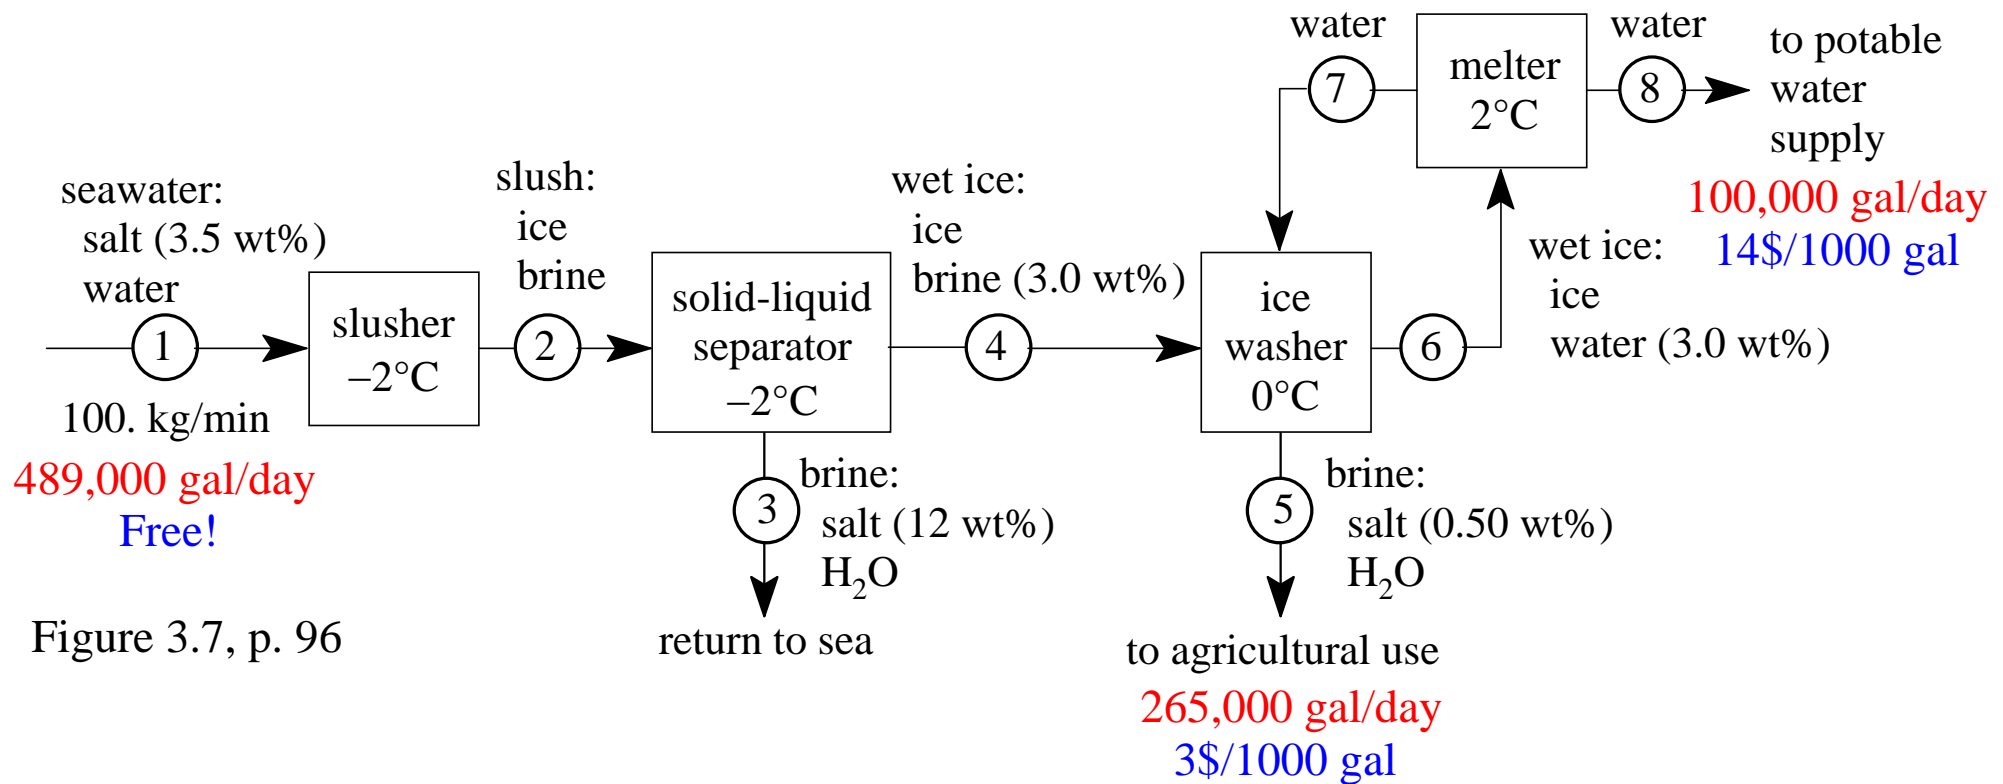 seawater:
salt (3.5 wt%)
water
1
100. kg/min
489,000 gal/day
Free!
slusher
−2°C
slush:
ice
brine
2
solid-liquid
separator
−2°C
3
brine:
salt (12 wt%)
H₂O
return to sea
wet ice:
ice
brine (3.0 wt%)
4
ice
washer
0°C
5
brine:
salt (0.50 wt%)
H₂O
to agricultural use
265,000 gal/day
3$/1000 gal
6
wet ice:
ice
water (3.0 wt%)
water
7
melter
2°C
water
8
to potable
water
supply
100,000 gal/day
14$/1000 gal
Figure 3.7, p. 96